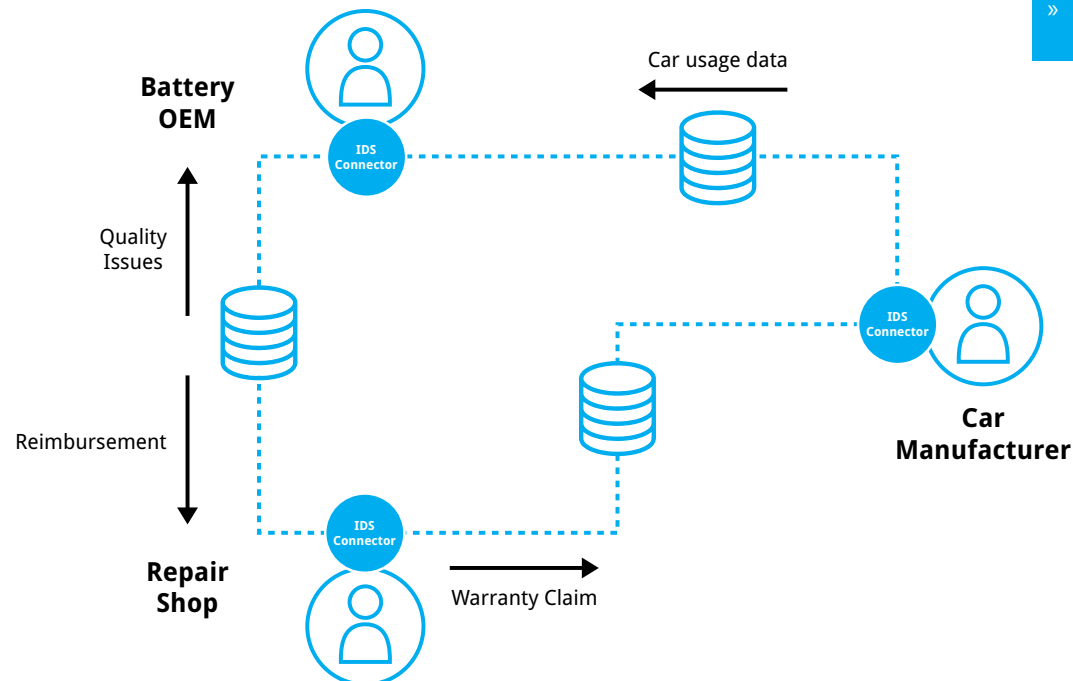 »
Car usage data
Battery
OEM
IDS
Connector
Quality
Issues
IDS
Connector
Car
Manufacturer
Reimbursement
IDS
Connector
Repair
Shop
Warranty Claim